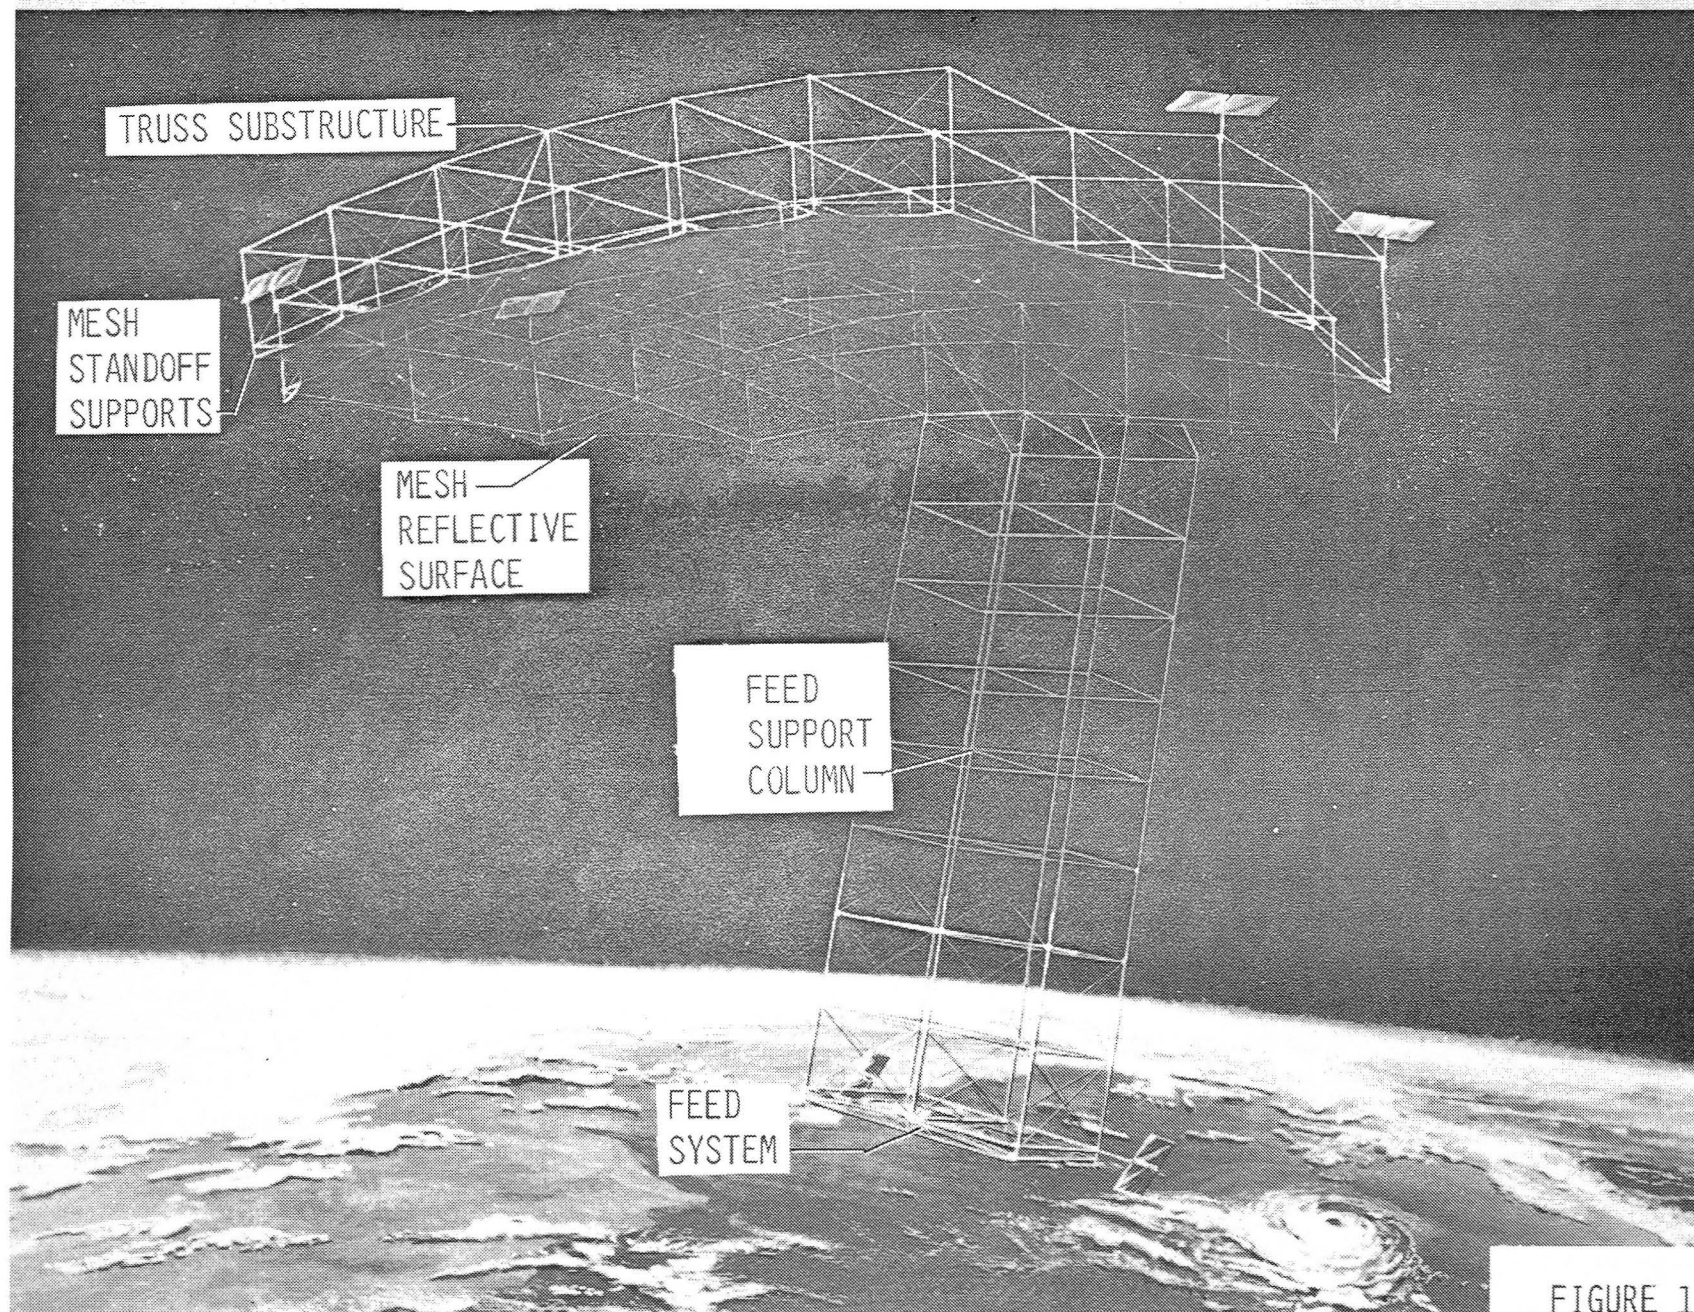 TRUSS SUBSTRUCTURE
MESH
STANDOFF
SUPPORTS
MESH
REFLECTIVE
SURFACE
FEED
SUPPORT
COLUMN
FEED
SYSTEM
FIGURE 1